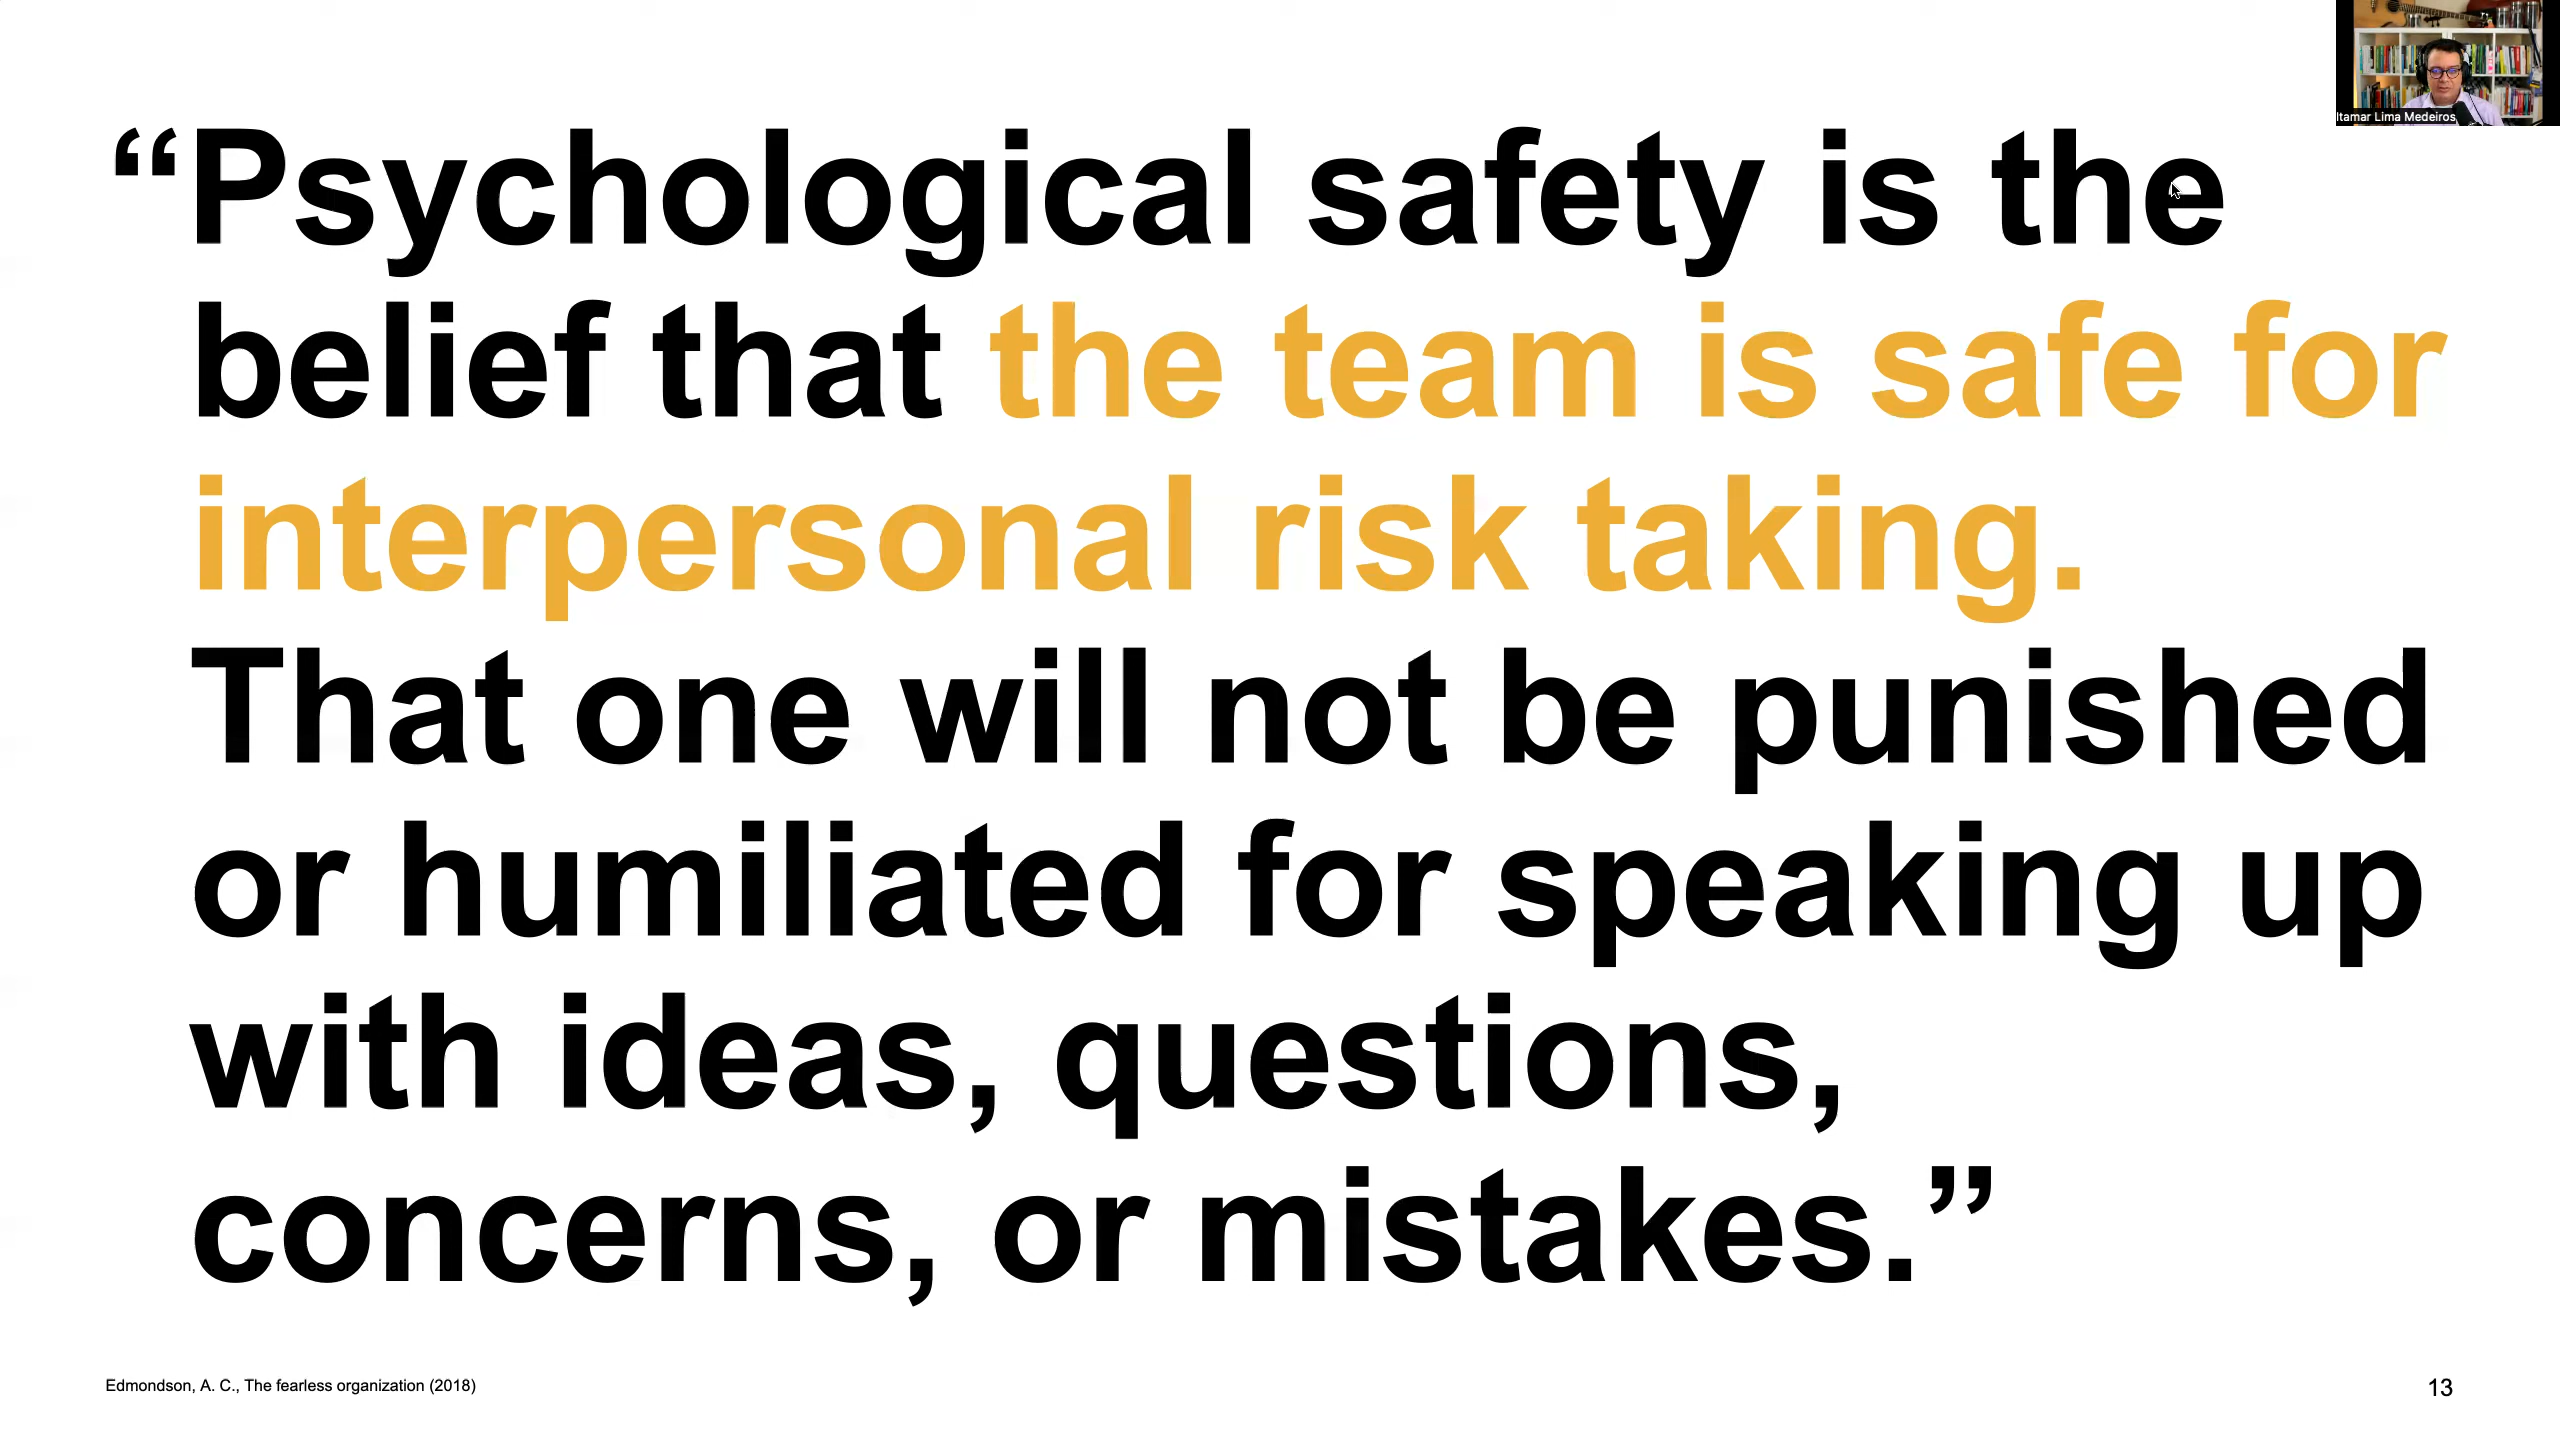 “Psychological safety is the
belief that the team is safe for
interpersonal risk taking.
That one will not be punished
or humiliated for speaking up
with ideas, questions,
concerns, or mistakes.”
Itamar Lima Medeiros
Edmondson, A. C., The fearless organization (2018)
13